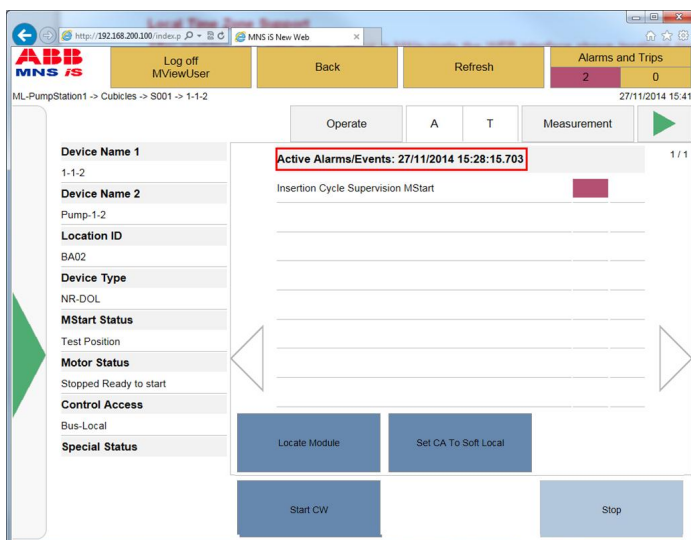 Local Time Zone Support
http://192.168.200.100/index.p
MNS iS New Web
ABB
MNS iS
Log off
MViewUser
Back
Refresh
Alarms and Trips
2
0
ML-PumpStation1 -> Cubicles -> S001 -> 1-1-2
27/11/2014 15:41
Operate
A
T
Measurement
Device Name 1
1-1-2
Device Name 2
Pump-1-2
Location ID
BA02
Device Type
NR-DOL
MStart Status
Test Position
Motor Status
Stopped Ready to start
Control Access
Bus-Local
Special Status
Active Alarms/Events: 27/11/2014 15:28:15.703
1 / 1
Insertion Cycle Supervision MStart
Locate Module
Set CA To Soft Local
Start CW
Stop